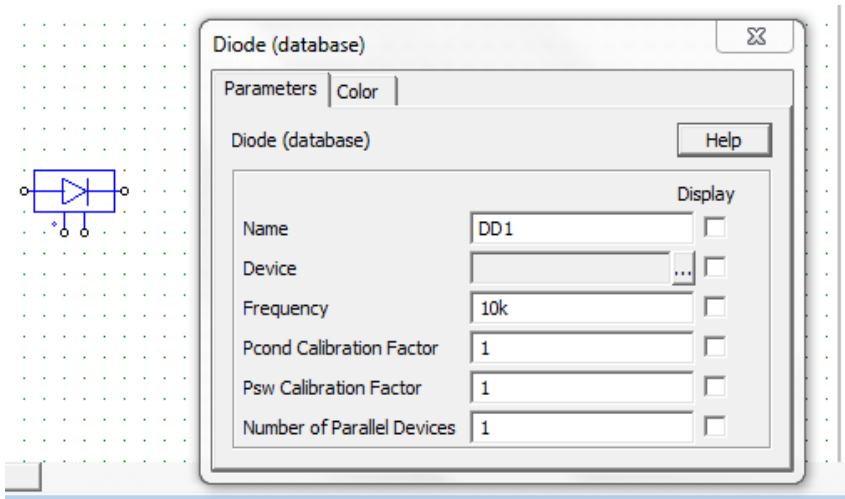 Diode (database)
Parameters Color
Diode (database) Help
Display
Name DD1
Device ...
Frequency 10k
Pcond Calibration Factor 1
Psw Calibration Factor 1
Number of Parallel Devices 1